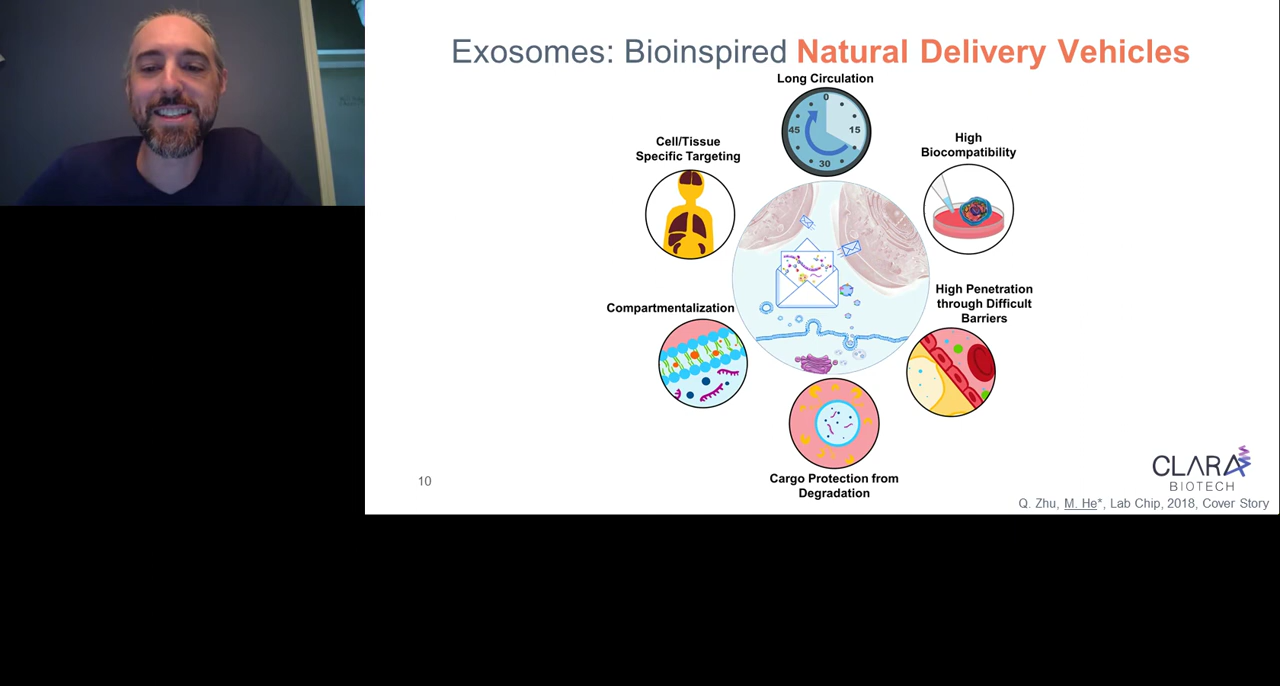 Exosomes: Bioinspired Natural Delivery Vehicles
Long Circulation
0
15
30
45
Cell/Tissue
Specific Targeting
High
Biocompatibility
Compartmentalization
High Penetration
through Difficult
Barriers
Cargo Protection from
Degradation
10
CLARA
BIOTECH
Q. Zhu, M. He*, Lab Chip, 2018, Cover Story